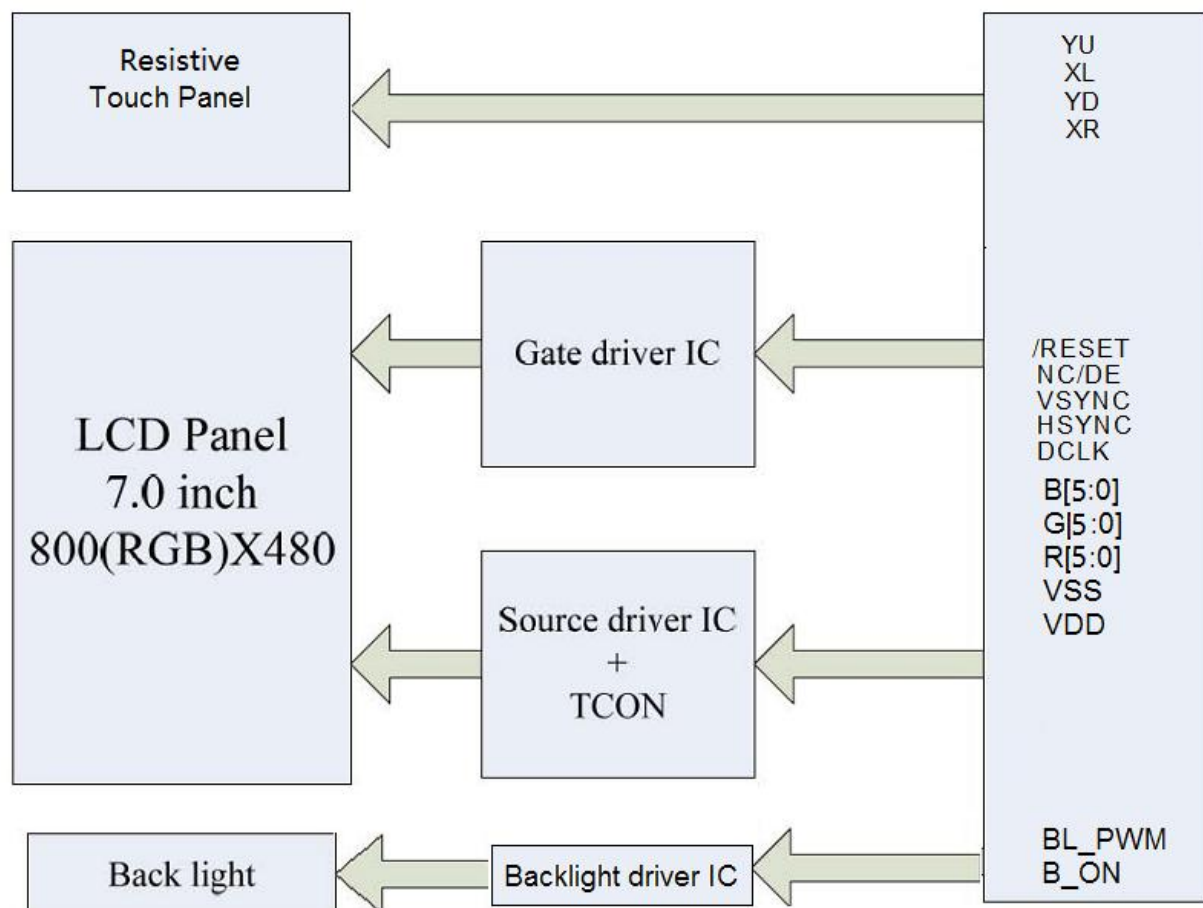 Resistive
Touch Panel
YU
XL
YD
XR
LCD Panel
7.0 inch
800(RGB)X480
Gate driver IC
Source driver IC
+
TCON
/RESET
NC/DE
VSYNC
HSYNC
DCLK
B[5:0]
G[5:0]
R[5:0]
VSS
VDD
Back light
Backlight driver IC
BL_PWM
B_ON